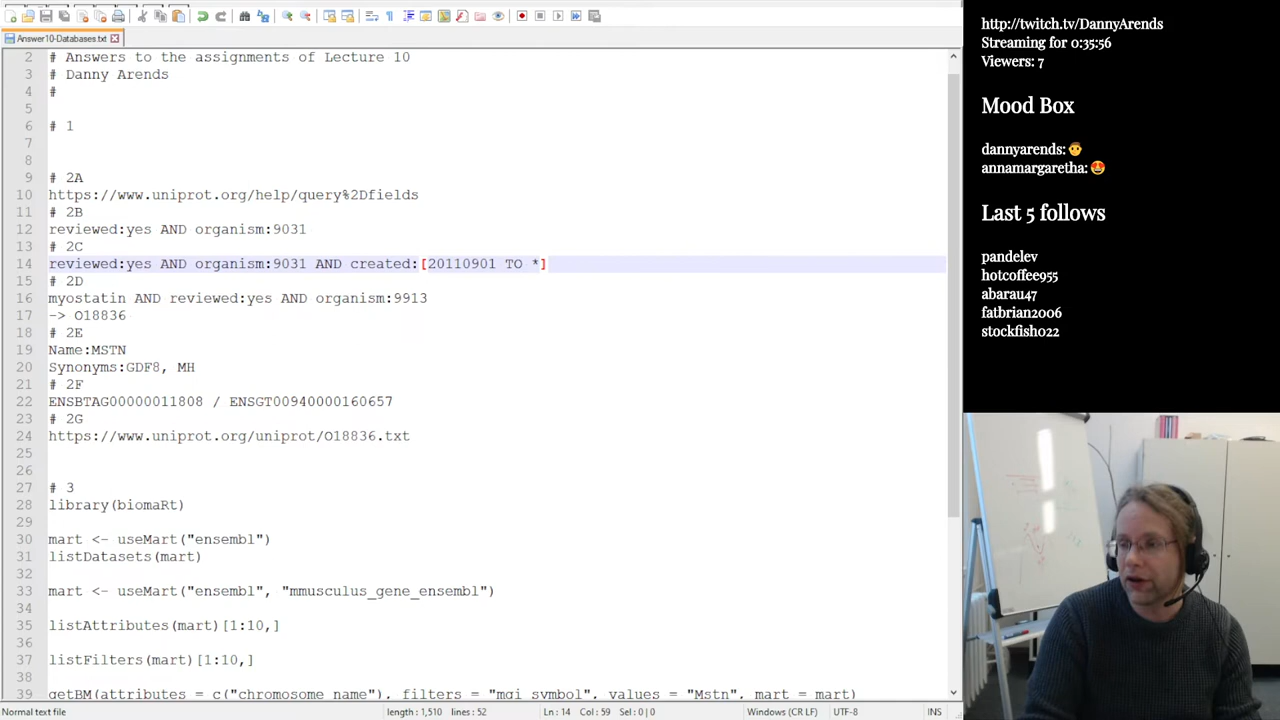 Answer10-Databases.txt
2 # Answers to the assignments of Lecture 10
3 # Danny Arends
4 #
5
6 # 1
7
8
9 # 2A
10 https://www.uniprot.org/help/query%2Dfields
11 # 2B
12 reviewed:yes AND organism:9031
13 # 2C
14 reviewed:yes AND organism:9031 AND created:[20110901 TO *]
15 # 2D
16 myostatin AND reviewed:yes AND organism:9913
17 -> O18836
18 # 2E
19 Name:MSTN
20 Synonyms:GDF8, MH
21 # 2F
22 ENSBTAG00000011808 / ENSGT00940000160657
23 # 2G
24 https://www.uniprot.org/uniprot/O18836.txt
25
26
27 # 3
28 library(biomaRt)
29
30 mart <- useMart("ensembl")
31 listDatasets(mart)
32
33 mart <- useMart("ensembl", "mmusculus_gene_ensembl")
34
35 listAttributes(mart)[1:10,]
36
37 listFilters(mart)[1:10,]
38
39 getBM(attributes = c("chromosome_name"), filters = "mgi_symbol", values = "Mstn", mart = mart)
Normal text file length : 1,510 lines : 52 Ln : 14 Col : 59 Sel : 0 | 0 Windows (CR LF) UTF-8 INS
http://twitch.tv/DannyArends
Streaming for 0:35:56
Viewers: 7
Mood Box
dannyarends:
annamargaretha:
Last 5 follows
pandelev
hotcoffee955
abarau47
fatbrian2006
stockfish022